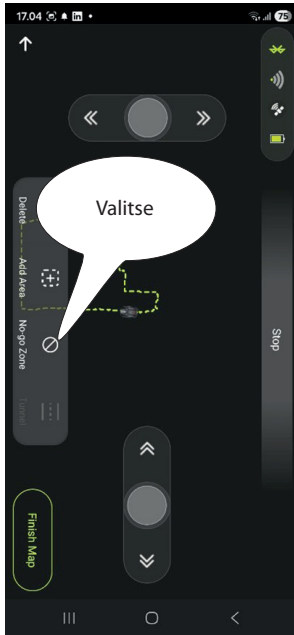 17.04
75
Valitse
Delete
Add Area
No-go Zone
Tunnel
Stop
Finish Map